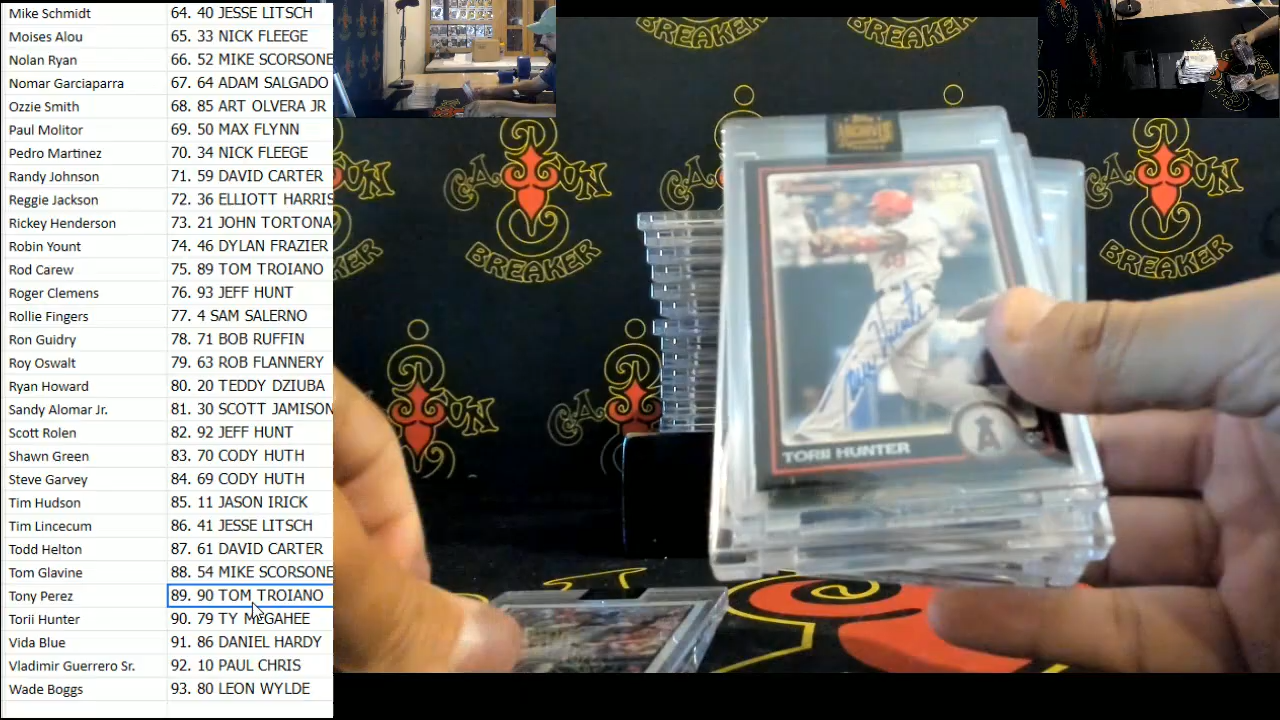 Mike Schmidt 64. 40 JESSE LITSCH
Moises Alou 65. 33 NICK FLEEGE
Nolan Ryan 66. 52 MIKE SCORSONE
Nomar Garciaparra 67. 64 ADAM SALGADO
Ozzie Smith 68. 85 ART OLVERA JR
Paul Molitor 69. 50 MAX FLYNN
Pedro Martinez 70. 34 NICK FLEEGE
Randy Johnson 71. 59 DAVID CARTER
Reggie Jackson 72. 36 ELLIOTT HARRIS
Rickey Henderson 73. 21 JOHN TORTONA
Robin Yount 74. 46 DYLAN FRAZIER
Rod Carew 75. 89 TOM TROIANO
Roger Clemens 76. 93 JEFF HUNT
Rollie Fingers 77. 4 SAM SALERNO
Ron Guidry 78. 71 BOB RUFFIN
Roy Oswalt 79. 63 ROB FLANNERY
Ryan Howard 80. 20 TEDDY DZIUBA
Sandy Alomar Jr. 81. 30 SCOTT JAMISON
Scott Rolen 82. 92 JEFF HUNT
Shawn Green 83. 70 CODY HUTH
Steve Garvey 84. 69 CODY HUTH
Tim Hudson 85. 11 JASON IRICK
Tim Lincecum 86. 41 JESSE LITSCH
Todd Helton 87. 61 DAVID CARTER
Tom Glavine 88. 54 MIKE SCORSONE
Tony Perez 89. 90 TOM TROIANO
Torii Hunter 90. 79 TY MEGAHEE
Vida Blue 91. 86 DANIEL HARDY
Vladimir Guerrero Sr. 92. 10 PAUL CHRIS
Wade Boggs 93. 80 LEON WYLDE
BREAKER
BREAKER
CAJUN
BREAKER
CAJUN
BREAKER
BREAKER
ARCHIVES
48
TORII HUNTER